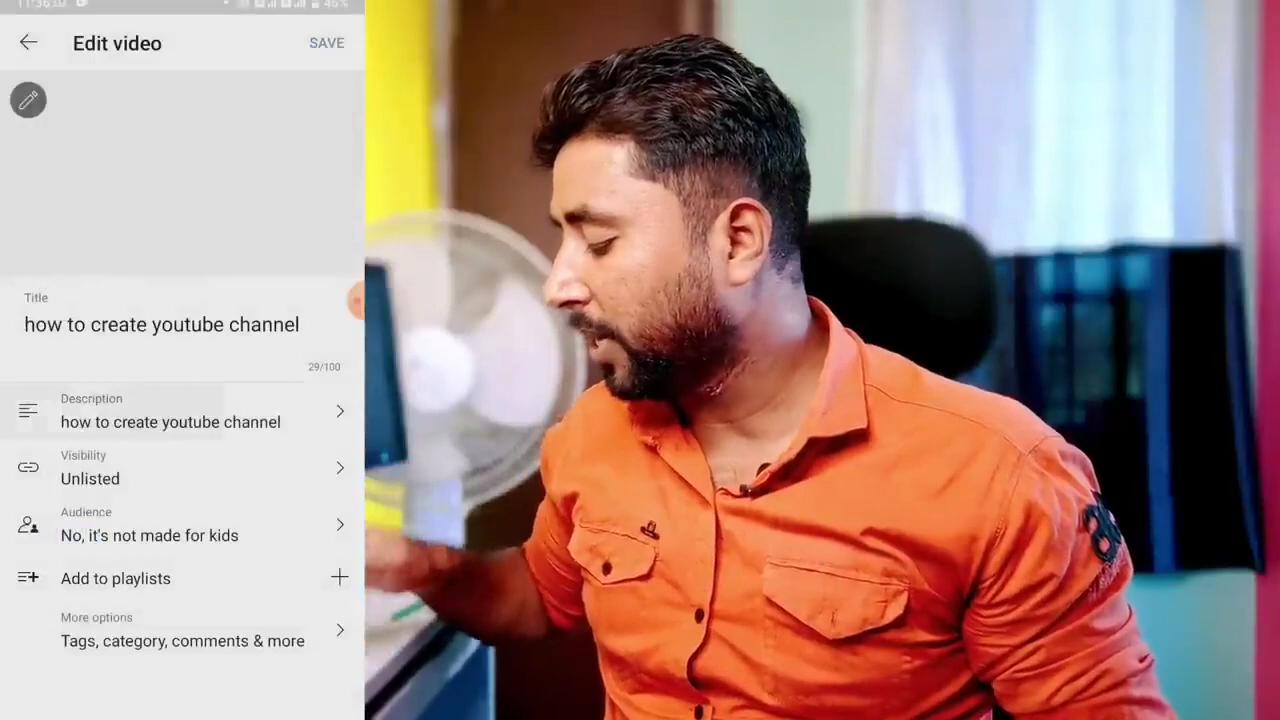 Edit video
SAVE
Title
how to create youtube channel
29/100
Description
how to create youtube channel
Visibility
Unlisted
Audience
No, it's not made for kids
Add to playlists
More options
Tags, category, comments & more